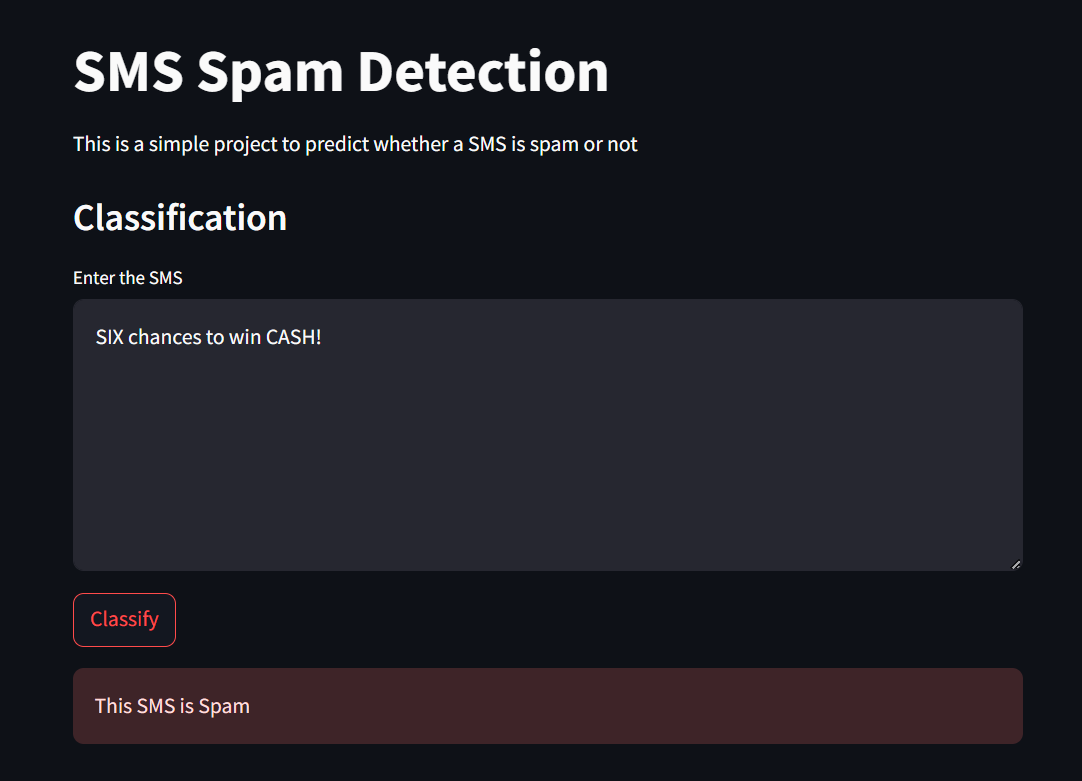 SMS Spam Detection
This is a simple project to predict whether a SMS is spam or not
Classification
Enter the SMS
SIX chances to win CASH!
Classify
This SMS is Spam